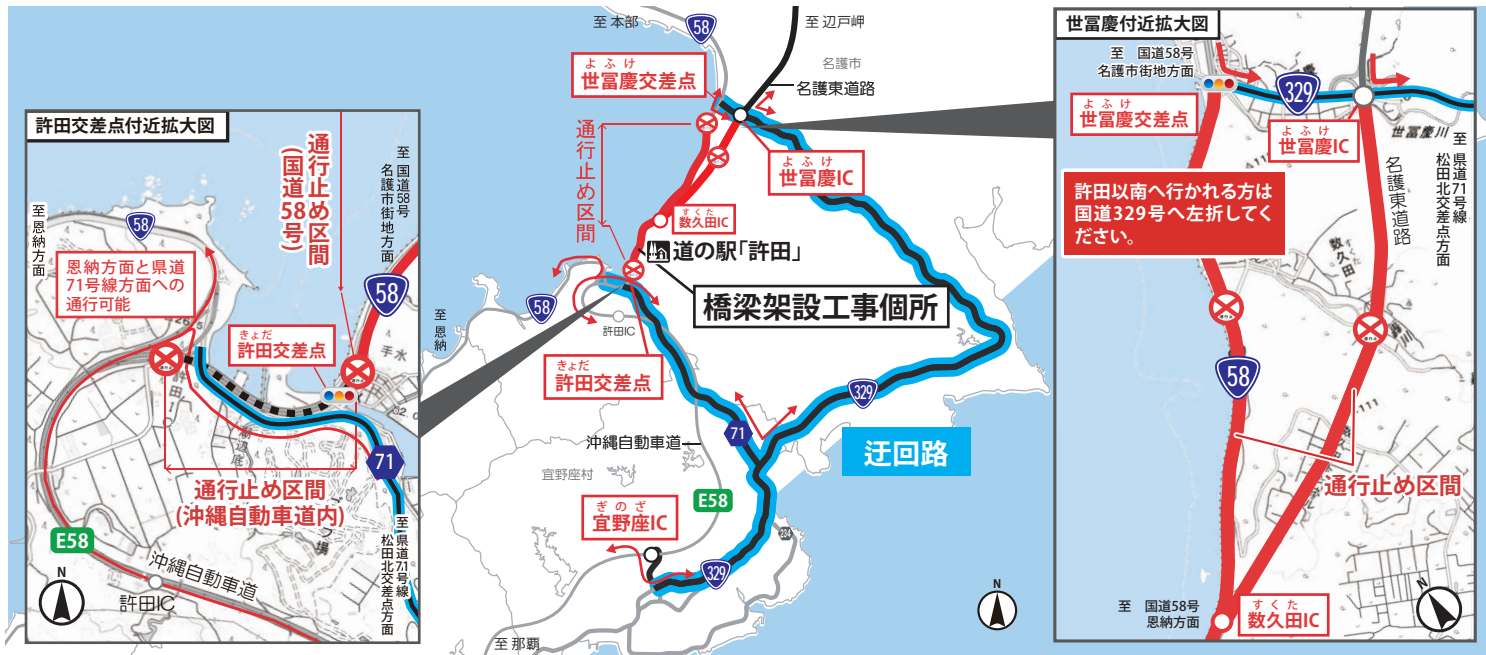 許田交差点付近拡大図
通行止め区間
(国道58号)
至 国道58号
名護市街地方面
至 恩納方面
58
恩納方面と県道
71号線方面への
通行可能
58
きょだ
許田交差点
手水
許田IC
71
通行止め区間
(沖縄自動車道内)
E58
沖縄自動車道
許田IC
至 県道71号線
松田北交差点方面
N
至 本部
58
至 辺戸岬
名護市
よふけ
世冨慶交差点
名護東道路
通行止め区間
よふけ
世冨慶IC
すくた
数久田IC
道の駅「許田」
橋梁架設工事個所
58
至 恩納
許田IC
きょだ
許田交差点
329
71
迂回路
沖縄自動車道
宜野座村
E58
ぎのざ
宜野座IC
234
329
至 那覇
N
世冨慶付近拡大図
至 国道58号
名護市街地方面
329
よふけ
世冨慶交差点
よふけ
世冨慶IC
世冨慶川
至 県道71号線
松田北交差点方面
名護東道路
許田以南へ行かれる方は
国道329号へ左折してく
ださい。
数久田
58
数久田川
通行止め区間
至 国道58号
恩納方面
すくた
数久田IC
N